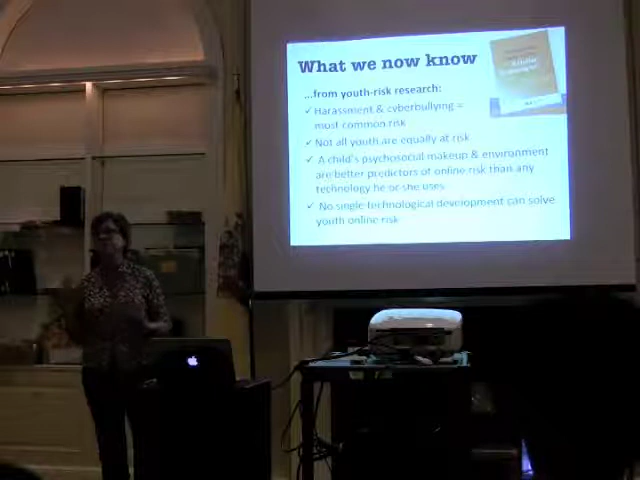 What we now know
...from youth-risk research:
✓ Harassment & cyberbullying =
most common risk
✓ Not all youth are equally at risk
✓ A child's psychosocial makeup & environment
are better predictors of online risk than any
technology he or she uses
✓ No single technological development can solve
youth online risk